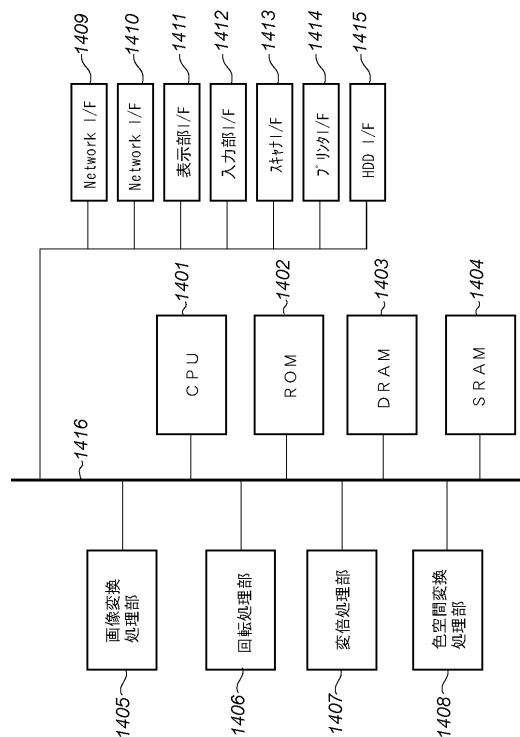 1409
Network I/F
1410
Network I/F
1411
表示部I/F
1412
入力部I/F
1413
ｽｷｬﾅI/F
1414
ﾌﾟﾘﾝﾀI/F
1415
HDD I/F
1401
CPU
1402
ROM
1403
DRAM
1404
SRAM
1416
画像変換
処理部
1405
回転処理部
1406
変倍処理部
1407
色空間変換
処理部
1408